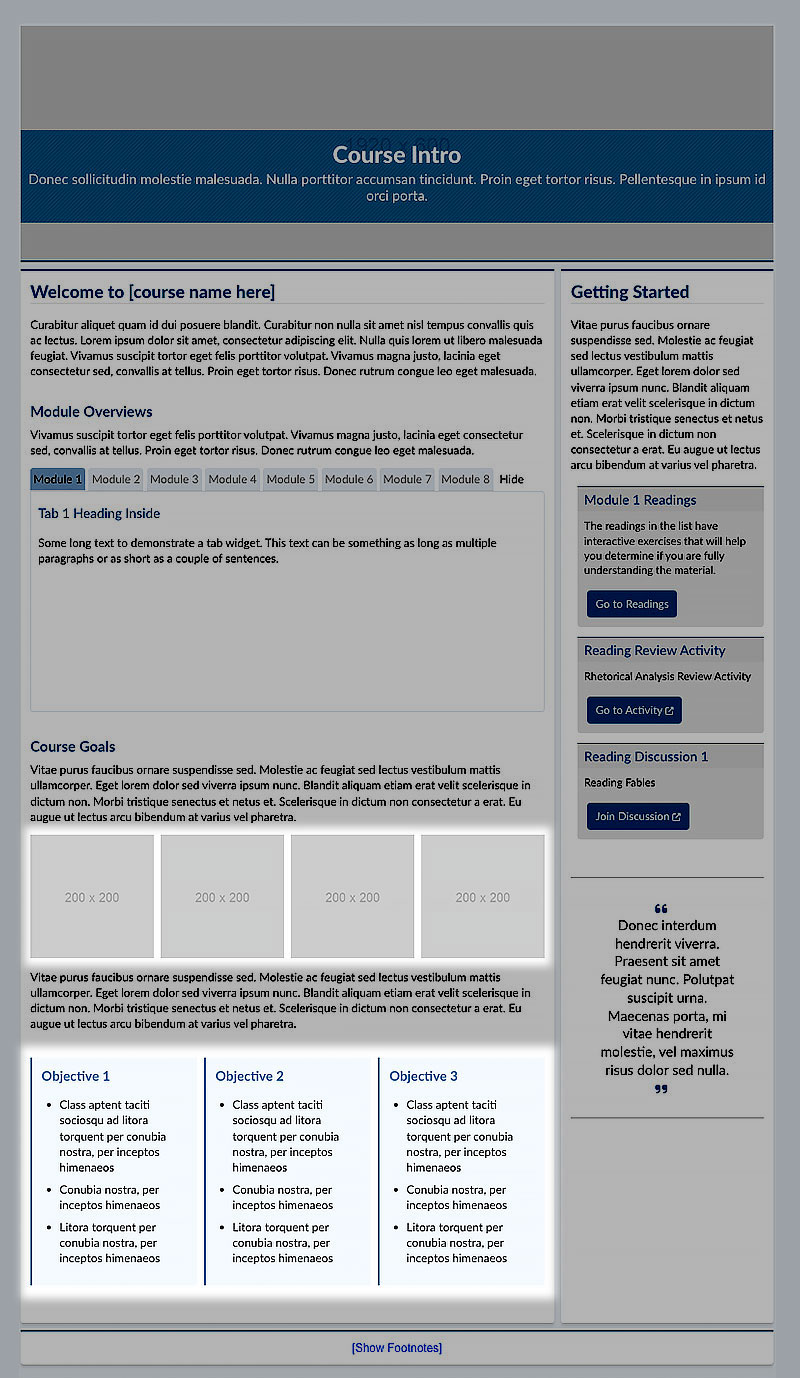 1920 x 600
Course Intro
Donec sollicitudin molestie malesuada. Nulla porttitor accumsan tincidunt. Proin eget tortor risus. Pellentesque in ipsum id
orci porta.
Welcome to [course name here]
Curabitur aliquet quam id dui posuere blandit. Curabitur non nulla sit amet nisl tempus convallis quis
ac lectus. Lorem ipsum dolor sit amet, consectetur adipiscing elit. Nulla quis lorem ut libero malesuada
feugiat. Vivamus suscipit tortor eget felis porttitor volutpat. Vivamus magna justo, lacinia eget
consectetur sed, convallis at tellus. Proin eget tortor risus. Donec rutrum congue leo eget malesuada.
Module Overviews
Vivamus suscipit tortor eget felis porttitor volutpat. Vivamus magna justo, lacinia eget consectetur
sed, convallis at tellus. Proin eget tortor risus. Donec rutrum congue leo eget malesuada.
Module 1 Module 2 Module 3 Module 4 Module 5 Module 6 Module 7 Module 8 Hide
Tab 1 Heading Inside
Some long text to demonstrate a tab widget. This text can be something as long as multiple
paragraphs or as short as a couple of sentences.
Course Goals
Vitae purus faucibus ornare suspendisse sed. Molestie ac feugiat sed lectus vestibulum mattis
ullamcorper. Eget lorem dolor sed viverra ipsum nunc. Blandit aliquam etiam erat velit scelerisque in
dictum non. Morbi tristique senectus et netus et. Scelerisque in dictum non consectetur a erat. Eu
augue ut lectus arcu bibendum at varius vel pharetra.
200 x 200 200 x 200 200 x 200 200 x 200
Vitae purus faucibus ornare suspendisse sed. Molestie ac feugiat sed lectus vestibulum mattis
ullamcorper. Eget lorem dolor sed viverra ipsum nunc. Blandit aliquam etiam erat velit scelerisque in
dictum non. Morbi tristique senectus et netus et. Scelerisque in dictum non consectetur a erat. Eu
augue ut lectus arcu bibendum at varius vel pharetra.
Objective 1
• Class aptent taciti
sociosqu ad litora
torquent per conubia
nostra, per inceptos
himenaeos
• Conubia nostra, per
inceptos himenaeos
• Litora torquent per
conubia nostra, per
inceptos himenaeos
Objective 2
• Class aptent taciti
sociosqu ad litora
torquent per conubia
nostra, per inceptos
himenaeos
• Conubia nostra, per
inceptos himenaeos
• Litora torquent per
conubia nostra, per
inceptos himenaeos
Objective 3
• Class aptent taciti
sociosqu ad litora
torquent per conubia
nostra, per inceptos
himenaeos
• Conubia nostra, per
inceptos himenaeos
• Litora torquent per
conubia nostra, per
inceptos himenaeos
Getting Started
Vitae purus faucibus ornare
suspendisse sed. Molestie ac feugiat
sed lectus vestibulum mattis
ullamcorper. Eget lorem dolor sed
viverra ipsum nunc. Blandit aliquam
etiam erat velit scelerisque in dictum
non. Morbi tristique senectus et netus
et. Scelerisque in dictum non
consectetur a erat. Eu augue ut lectus
arcu bibendum at varius vel pharetra.
Module 1 Readings
The readings in the list have
interactive exercises that will help
you determine if you are fully
understanding the material.
Go to Readings
Reading Review Activity
Rhetorical Analysis Review Activity
Go to Activity
Reading Discussion 1
Reading Fables
Join Discussion
“
Donec interdum
hendrerit viverra.
Praesent sit amet
feugiat nunc. Polutpat
suscipit urna.
Maecenas porta, mi
vitae hendrerit
molestie, vel maximus
risus dolor sed nulla.
”
[Show Footnotes]